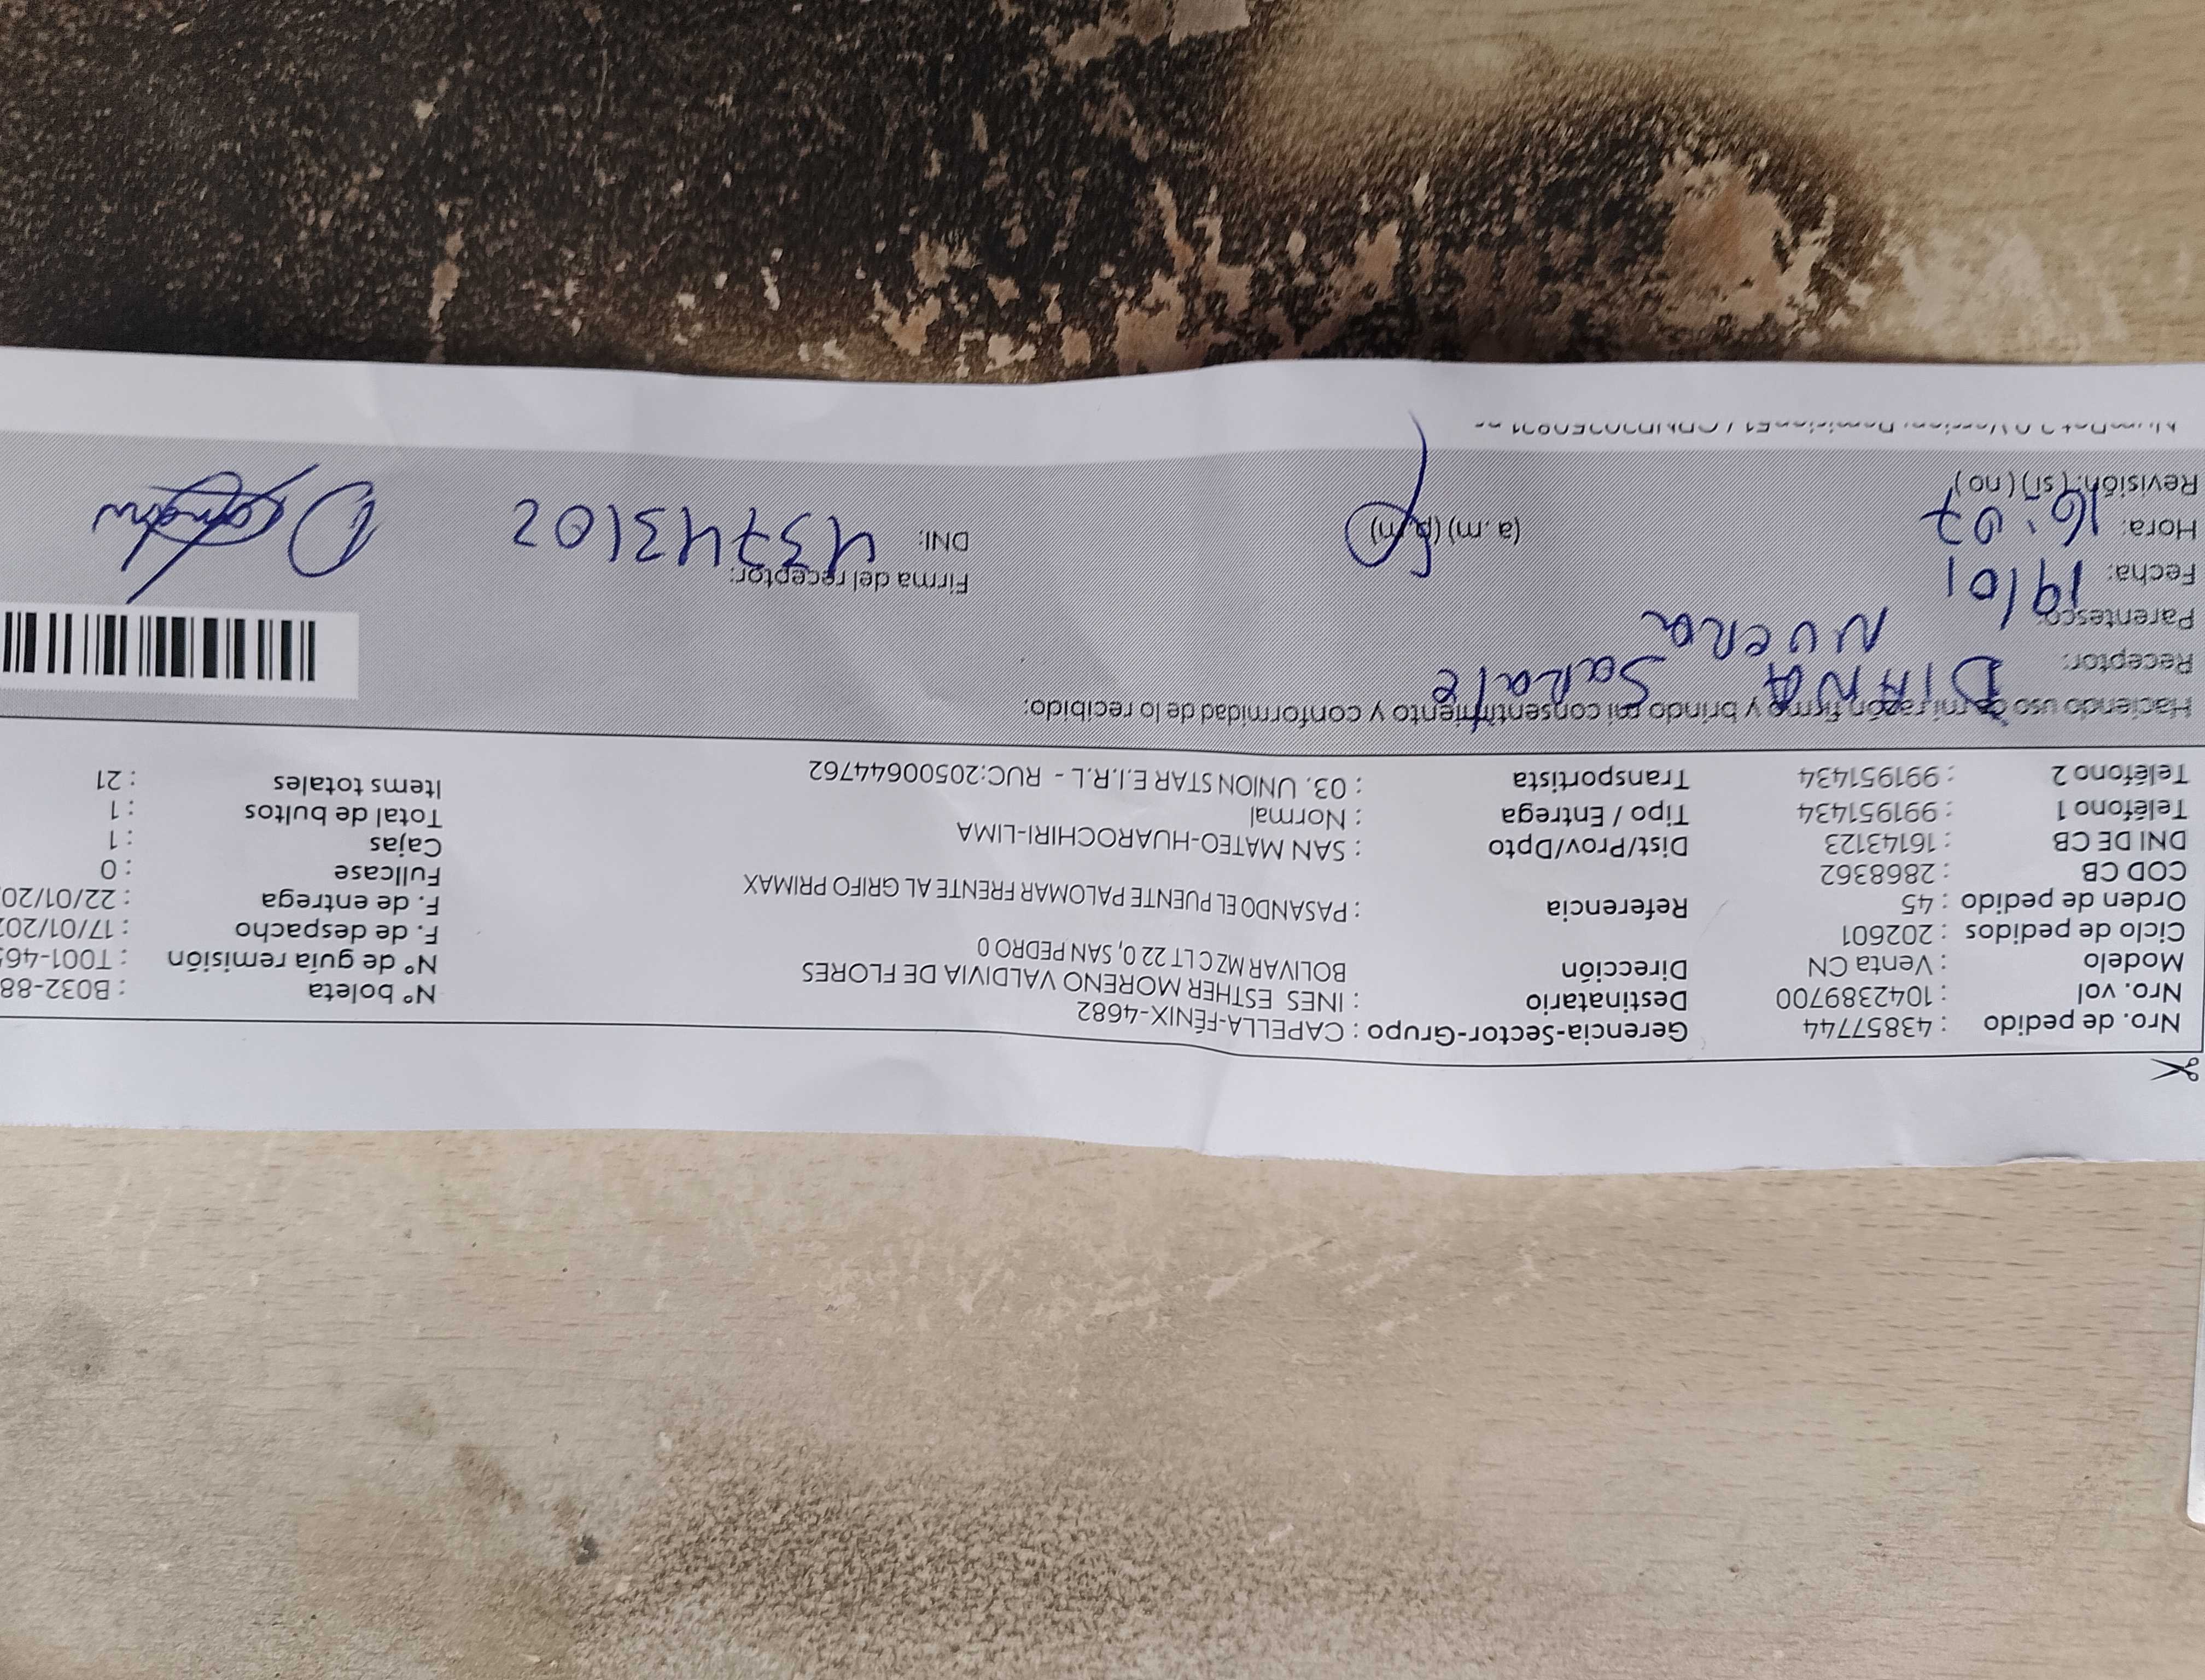 Nro. de pedido : 43857744 Gerencia-Sector-Grupo : CAPELLA-FÉNIX-4682 N° boleta : B032-88
Nro. vol : 1042389700 Destinatario : INES ESTHER MORENO VALDIVIA DE FLORES N° de guía remisión : T001-46
Modelo : Venta CN Dirección BOLIVAR MZ C LT 22 0, SAN PEDRO 0 F. de despacho : 17/01/202
Ciclo de pedidos : 202601 F. de entrega : 22/01/20
Orden de pedido : 45 Referencia : PASANDO EL PUENTE PALOMAR FRENTE AL GRIFO PRIMAX Fullcase : 0
COD CB : 2868362 Cajas : 1
DNI DE CB : 16143123 Dist/Prov/Dpto : SAN MATEO-HUAROCHIRI-LIMA Total de bultos : 1
Teléfono 1 : 991951434 Tipo / Entrega : Normal Items totales : 21
Teléfono 2 : 991951434 Transportista : 03. UNION STAR E.I.R.L - RUC:20500644762
Haciendo uso de mi razón firmo y brindo mi consentimiento y conformidad de lo recibido:
Receptor: DIANA SaRate
Parentesco: NUERA
Fecha: 19/01 Firma del receptor:
Hora: 16:07 (a. m) (p. m) DNI: 43743102
Revisión: (si) (no)